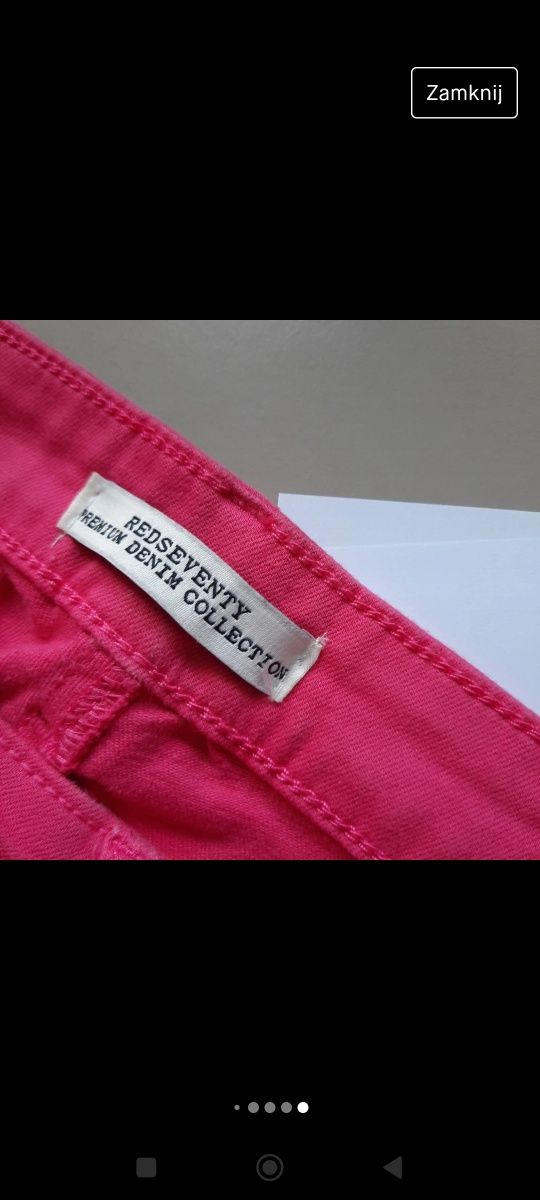 Zamknij
REDSEVENTY
PREMIUM DENIM COLLECTION